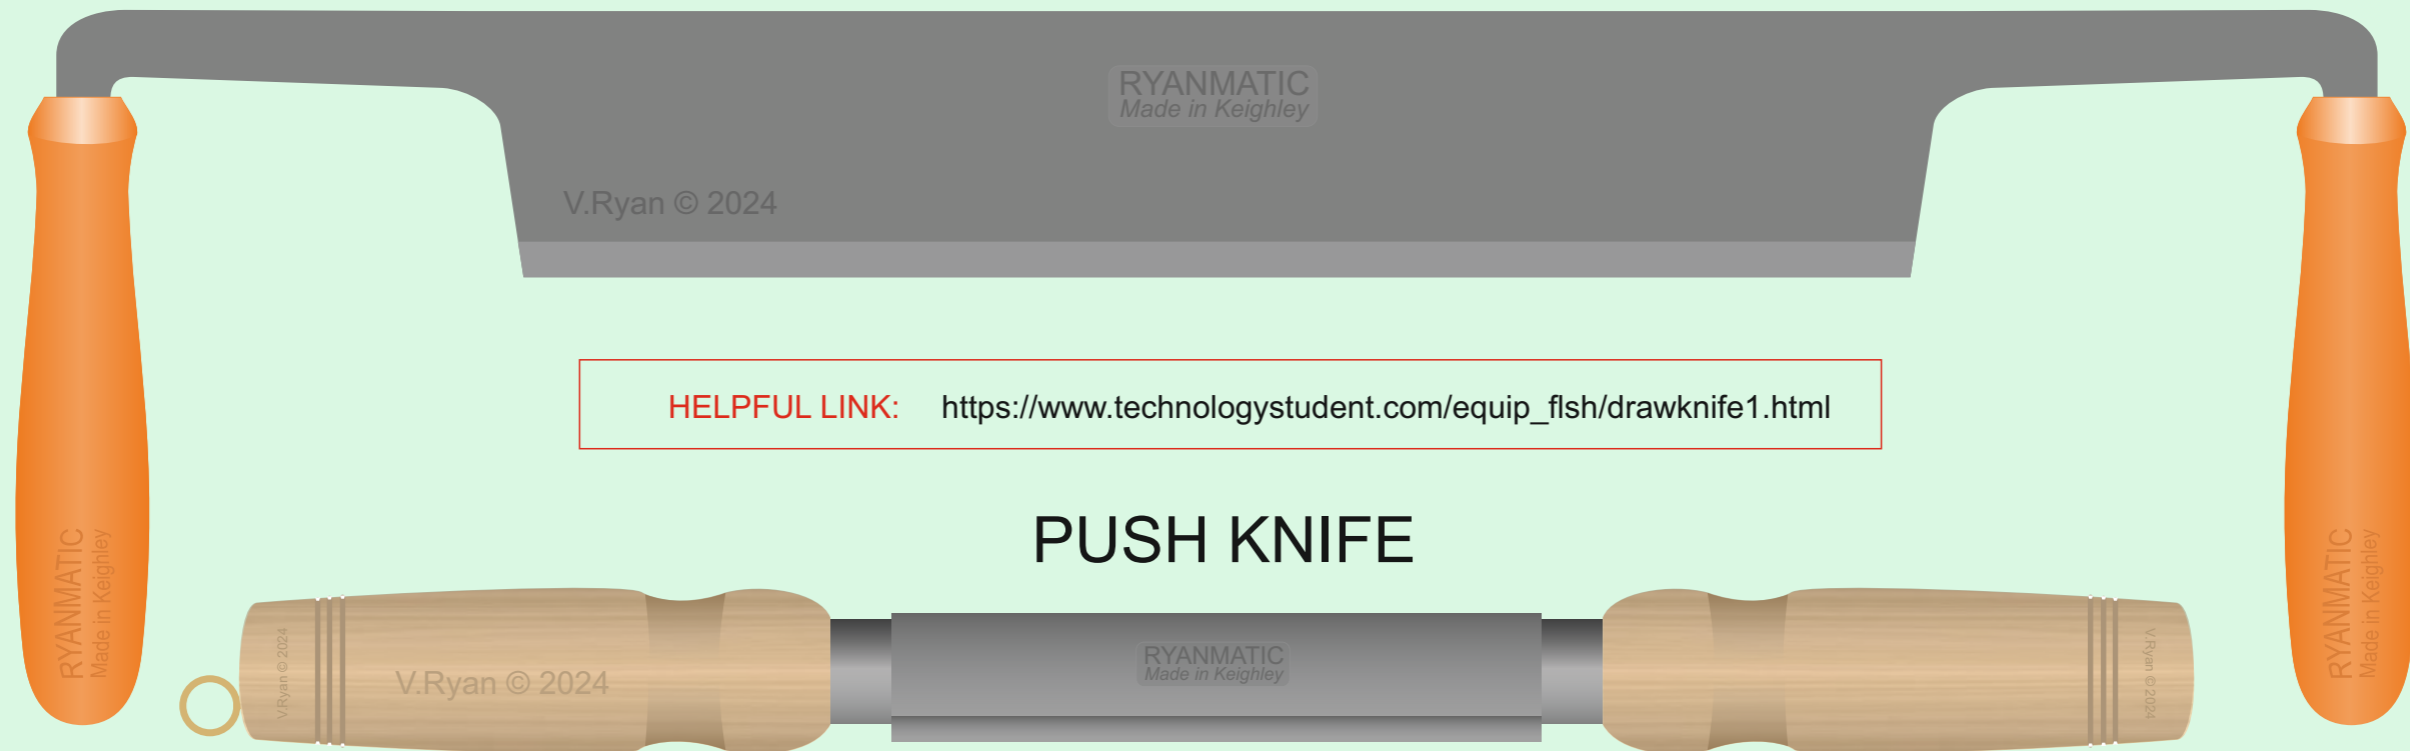 RYANMATIC
Made in Keighley
V.Ryan © 2024
HELPFUL LINK: https://www.technologystudent.com/equip_flsh/drawknife1.html
RYANMATIC
Made in Keighley
RYANMATIC
Made in Keighley
PUSH KNIFE
V.Ryan © 2024
V.Ryan © 2024
RYANMATIC
Made in Keighley
V.Ryan © 2024